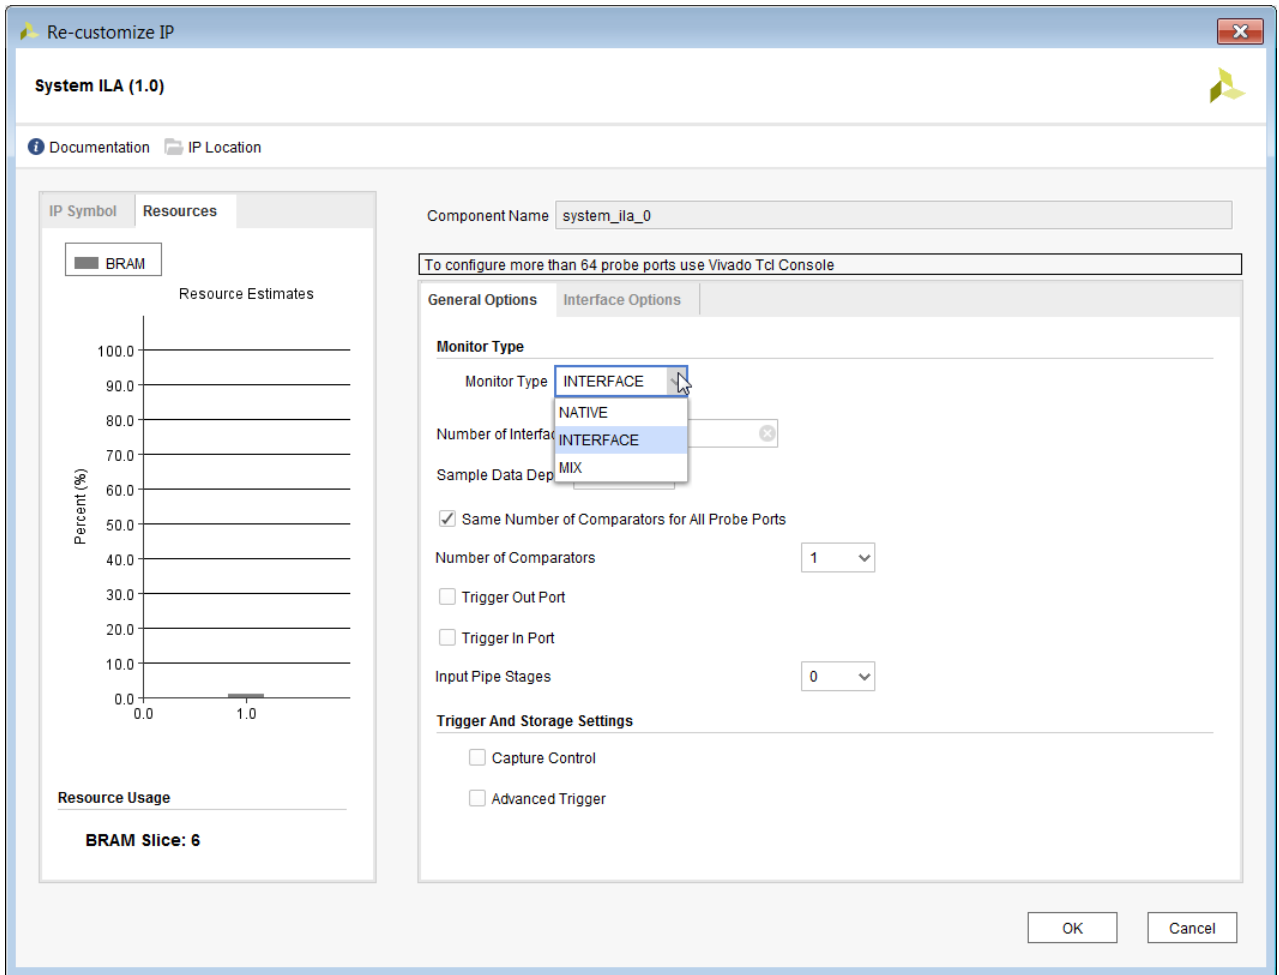 Re-customize IP
System ILA (1.0)
Documentation IP Location
IP Symbol Resources
BRAM
Resource Estimates
100.0
90.0
80.0
70.0
60.0
50.0
40.0
30.0
20.0
10.0
0.0
Percent (%)
0.0 1.0
Resource Usage
BRAM Slice: 6
Component Name system_ila_0
To configure more than 64 probe ports use Vivado Tcl Console
General Options Interface Options
Monitor Type
Monitor Type INTERFACE
NATIVE
Number of Interfac
INTERFACE
MIX
Sample Data Dep
Same Number of Comparators for All Probe Ports
Number of Comparators 1
Trigger Out Port
Trigger In Port
Input Pipe Stages 0
Trigger And Storage Settings
Capture Control
Advanced Trigger
OK Cancel